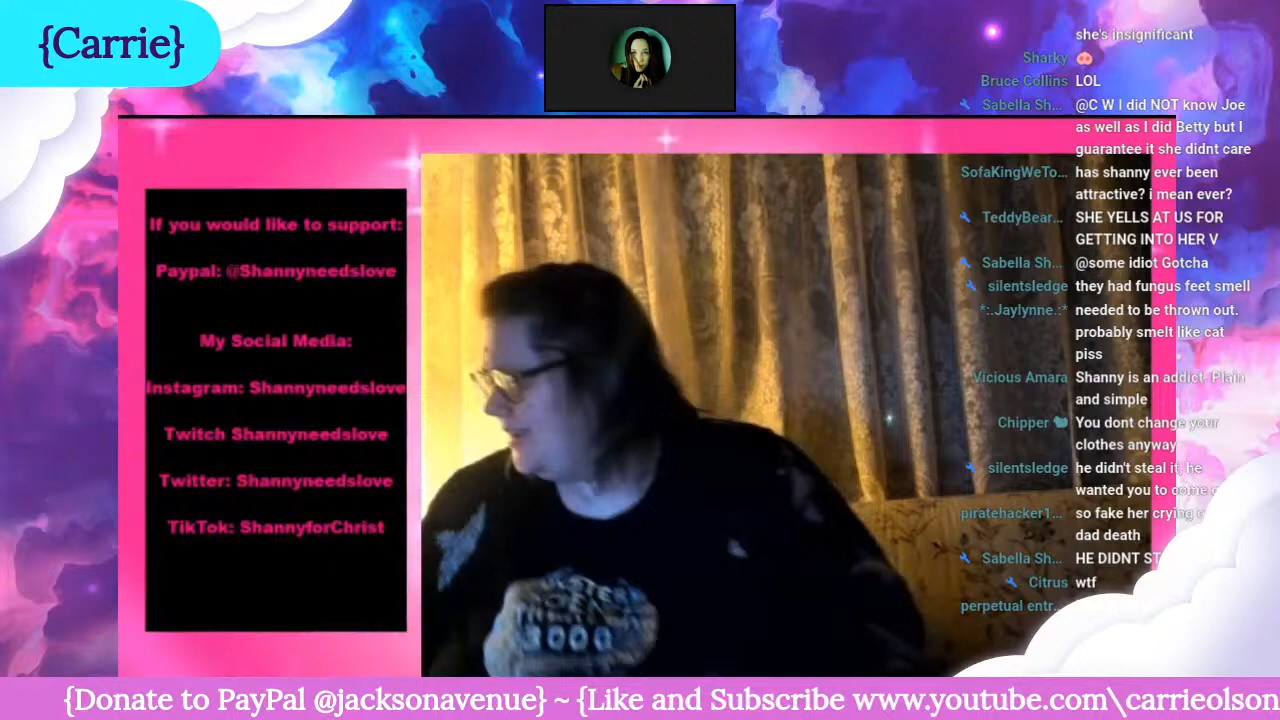 {Carrie}
If you would like to support:
Paypal: @Shannyneedslove
My Social Media:
Instagram: Shannyneedslove
Twitch Shannyneedslove
Twitter: Shannyneedslove
TikTok: ShannyforChrist
3000
she's insignificant
Sharky
Bruce Collins LOL
Sabella Sh... @C W I did NOT know Joe
as well as I did Betty but I
guarantee it she didnt care
SofaKingWeTo... has shanny ever been
attractive? i mean ever?
TeddyBear... SHE YELLS AT US FOR
GETTING INTO HER V
Sabella Sh... @some idiot Gotcha
silentsledge they had fungus feet smell
*:.Jaylynne.:* needed to be thrown out.
probably smelt like cat
piss
Vicious Amara Shanny is an addict. Plain
and simple
Chipper You dont change your
clothes anyway
silentsledge he didn't steal it, he
wanted you to come
piratehacker1... so fake her crying
dad death
Sabella Sh... HE DIDNT ST
Citrus wtf
perpetual entr...
{Donate to PayPal @jacksonavenue} ~ {Like and Subscribe www.youtube.com\carrieolson